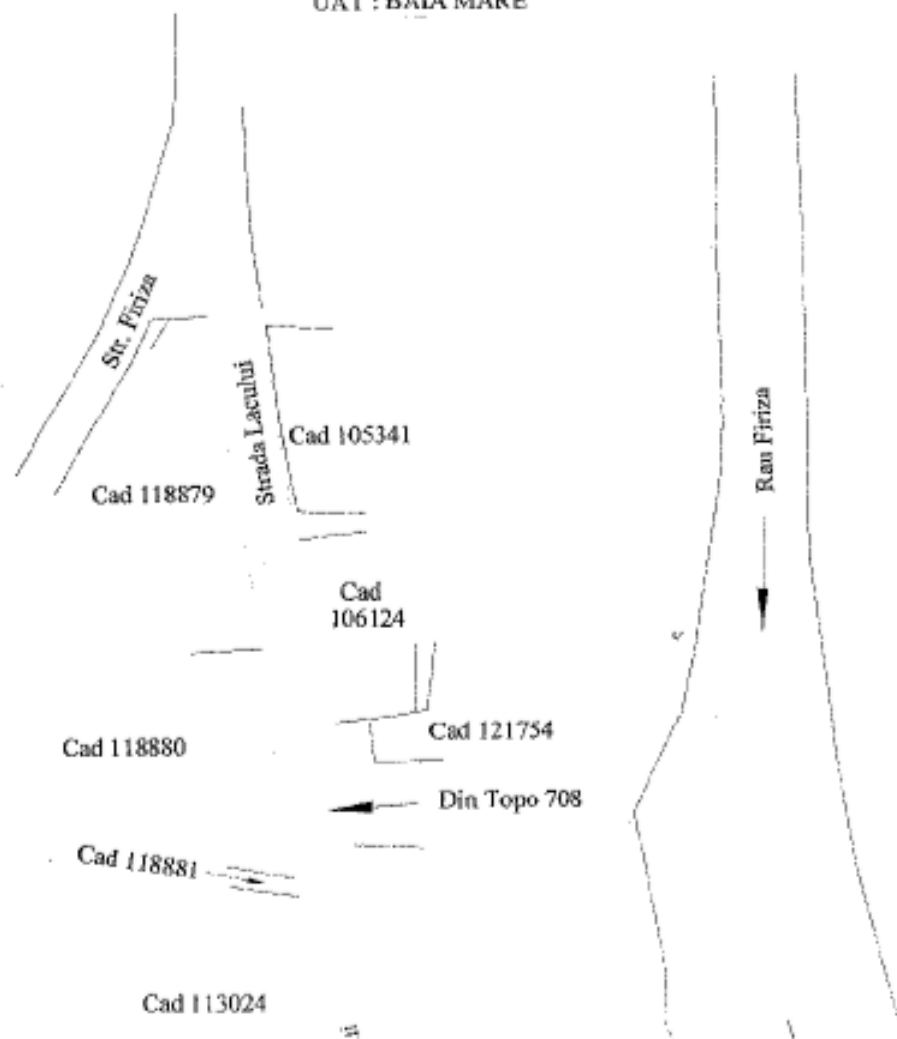 UAT : BAIA MARE
Str. Firiza
Strada Lacului
Cad 105341
Rau Firiza
Cad 118879
Cad
106124
Cad 121754
Cad 118880
Din Topo 708
Cad 118881
Cad 113024